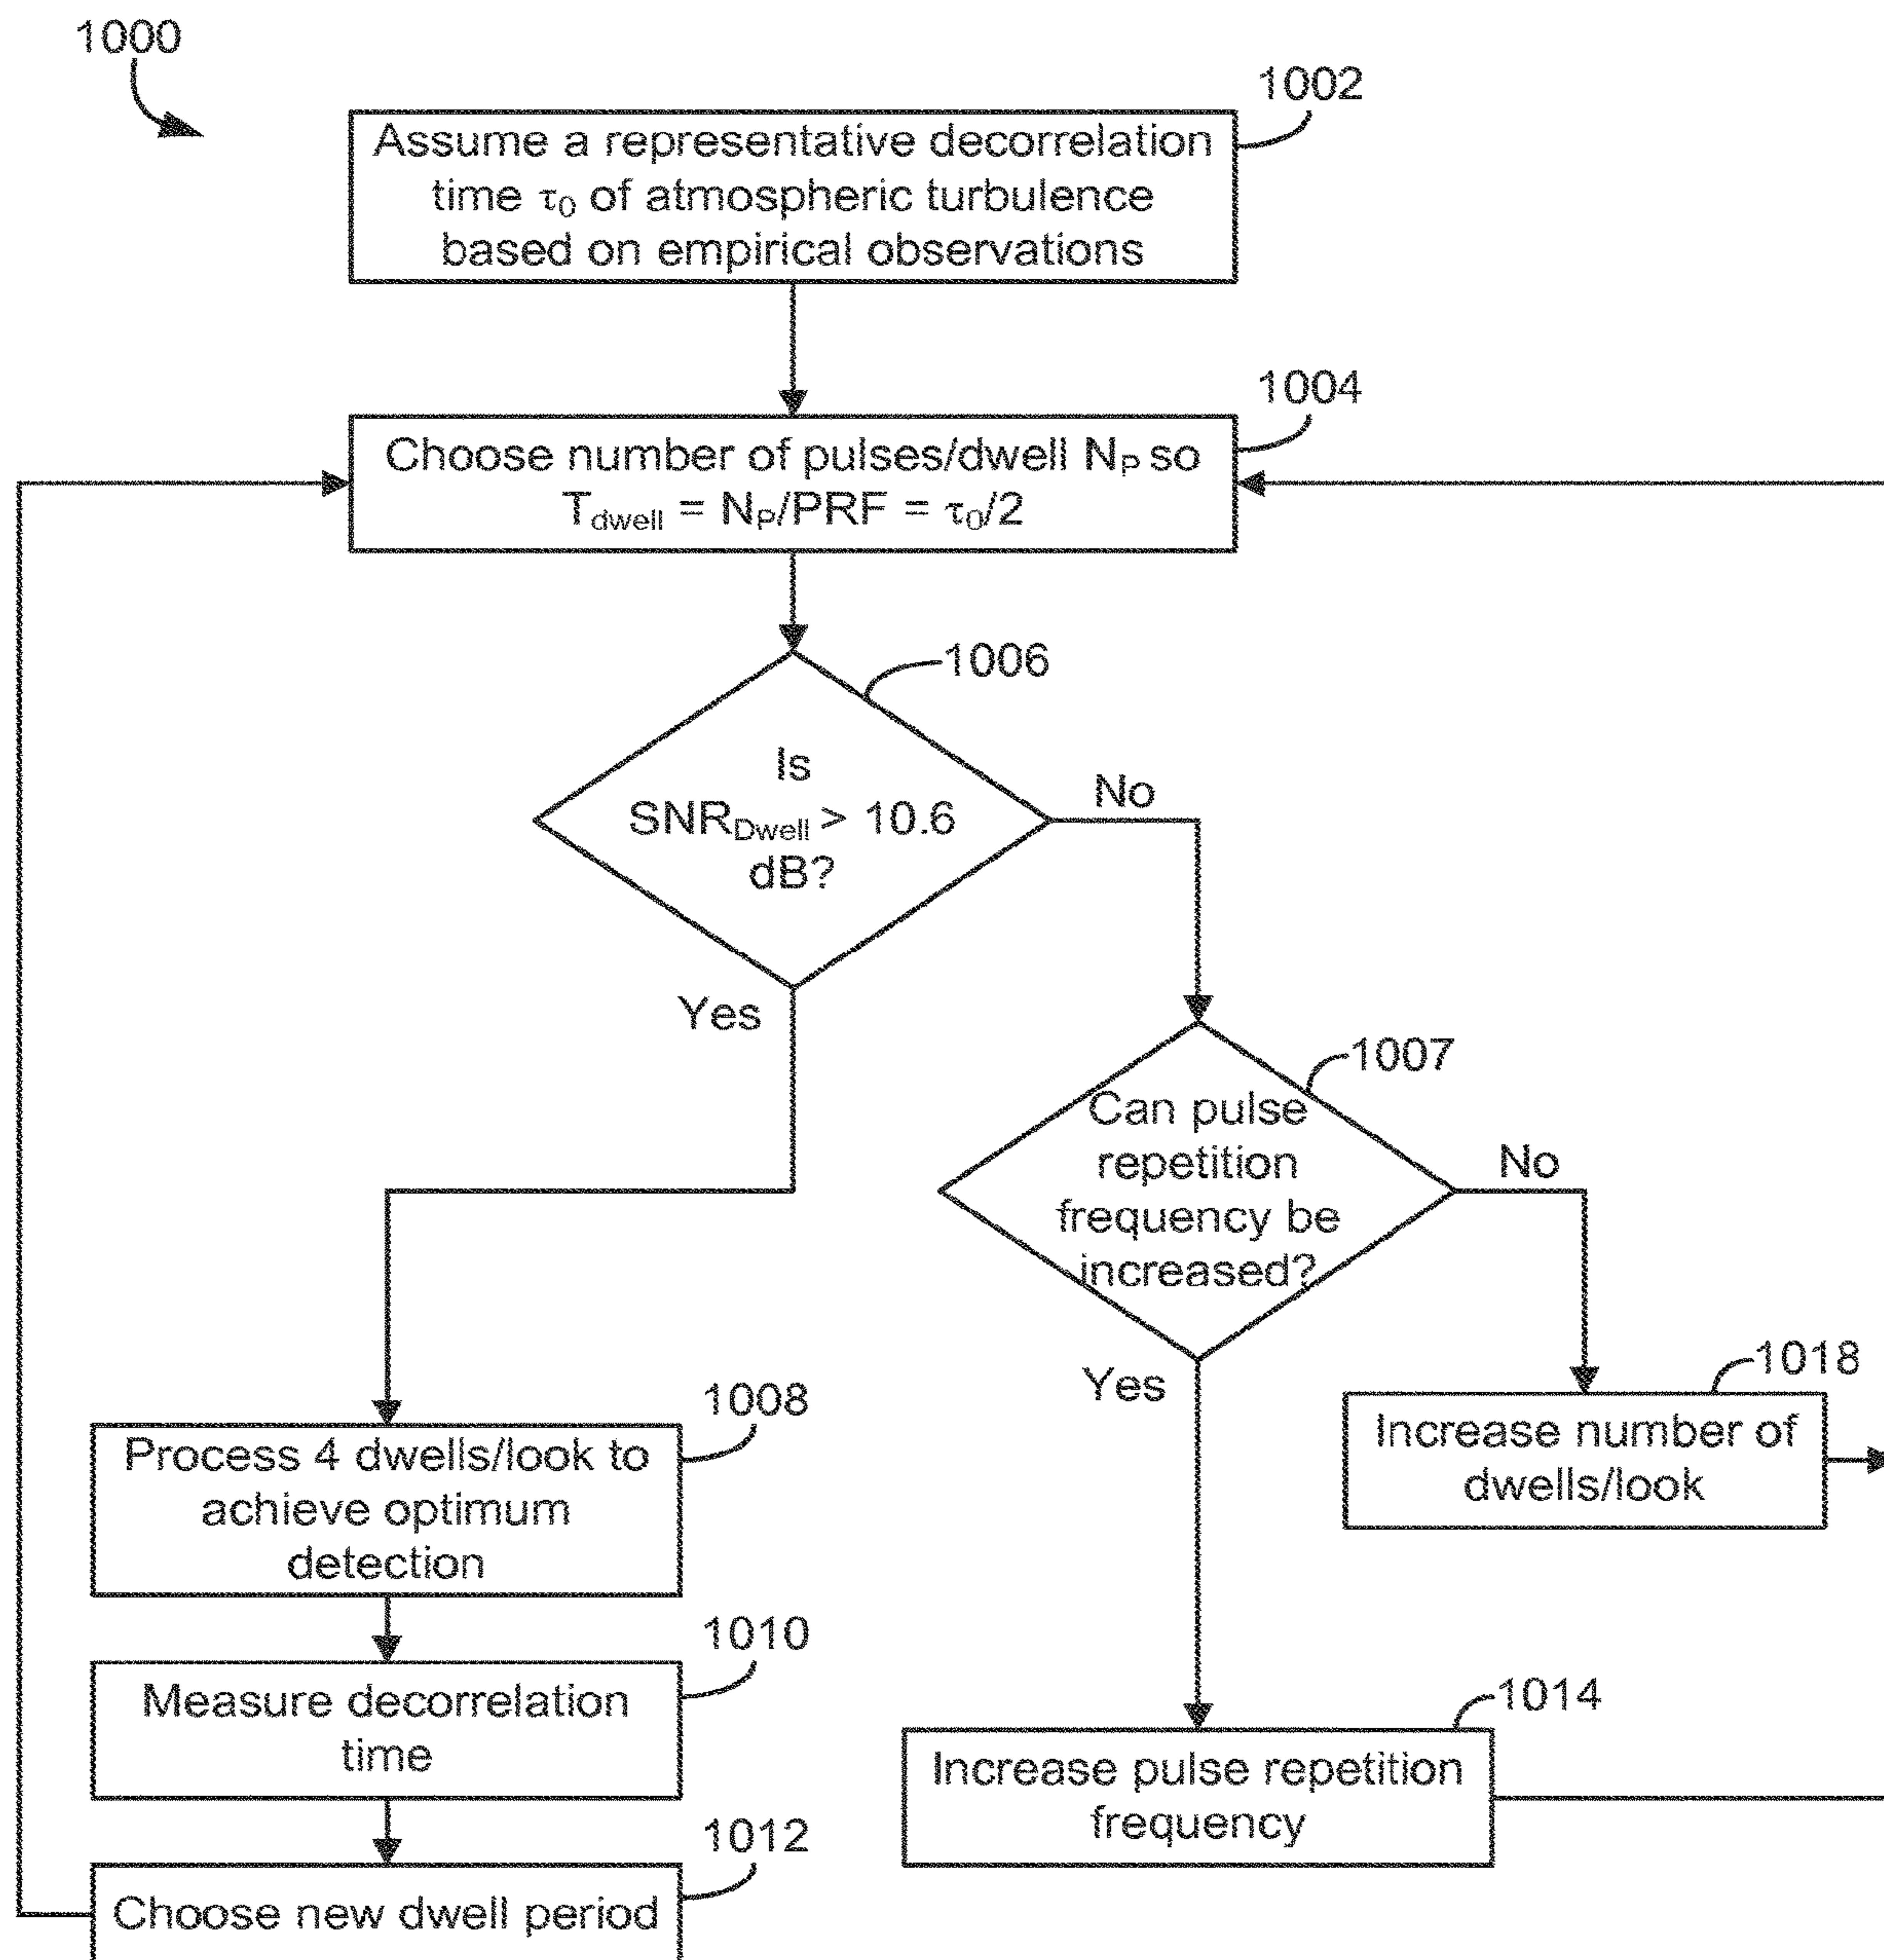 1000
1002
Assume a representative decorrelation
time τ₀ of atmospheric turbulence
based on empirical observations
1004
Choose number of pulses/dwell Nₚ so
T_dwell = Nₚ/PRF = τ₀/2
1006
Is
SNR_Dwell > 10.6
dB?
No
Yes
1007
Can pulse
repetition
frequency be
increased?
No
Yes
1018
Increase number of
dwells/look
1008
Process 4 dwells/look to
achieve optimum
detection
1010
Measure decorrelation
time
1014
Increase pulse repetition
frequency
1012
Choose new dwell period